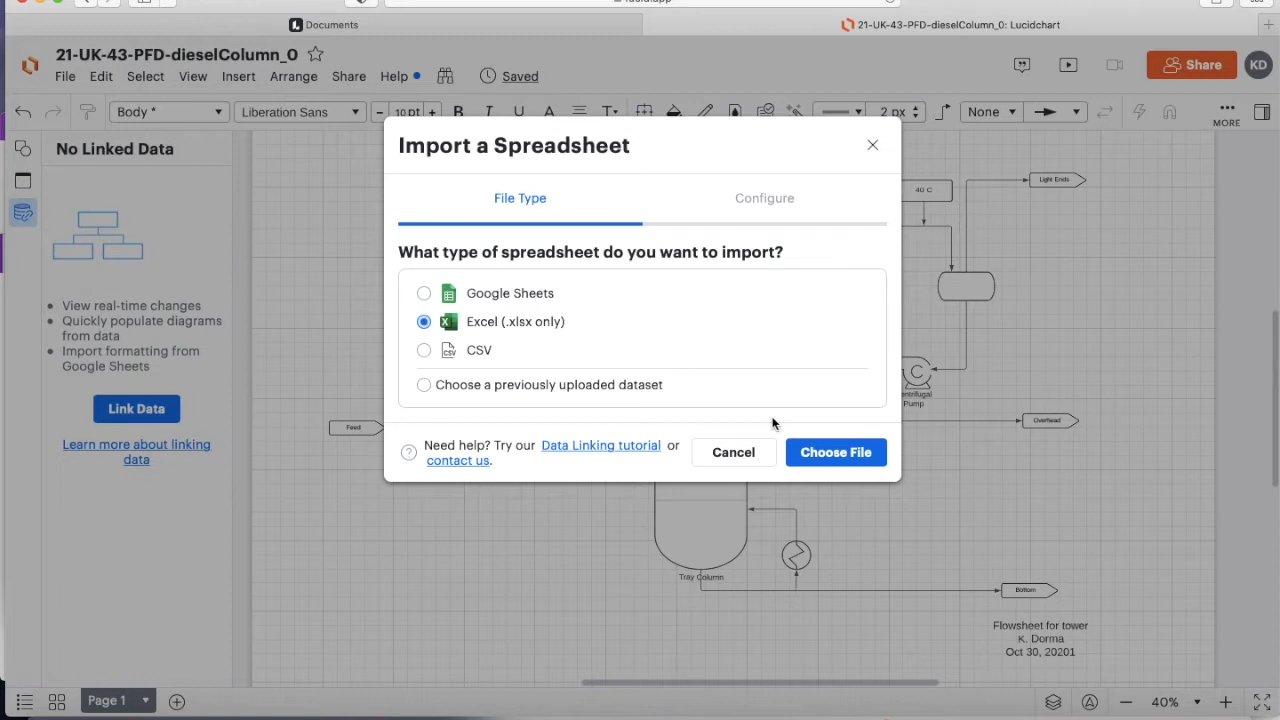 Documents
21-UK-43-PFD-dieselColumn_0: Lucidchart
21-UK-43-PFD-dieselColumn_0
File Edit Select View Insert Arrange Share Help
Saved
Share
KD
Body *
Liberation Sans
10 pt
B I U A T
2 px
None
MORE
No Linked Data
View real-time changes
Quickly populate diagrams
from data
Import formatting from
Google Sheets
Link Data
Learn more about linking
data
Import a Spreadsheet
File Type
Configure
What type of spreadsheet do you want to import?
Google Sheets
Excel (.xlsx only)
CSV
CSV
Choose a previously uploaded dataset
Need help? Try our Data Linking tutorial or
contact us.
Cancel
Choose File
40 C
Light Ends
Pump
Feed
Overhead
Tray Column
Bottom
Flowsheet for tower
K. Dorma
Oct 30, 20201
Page 1
40%